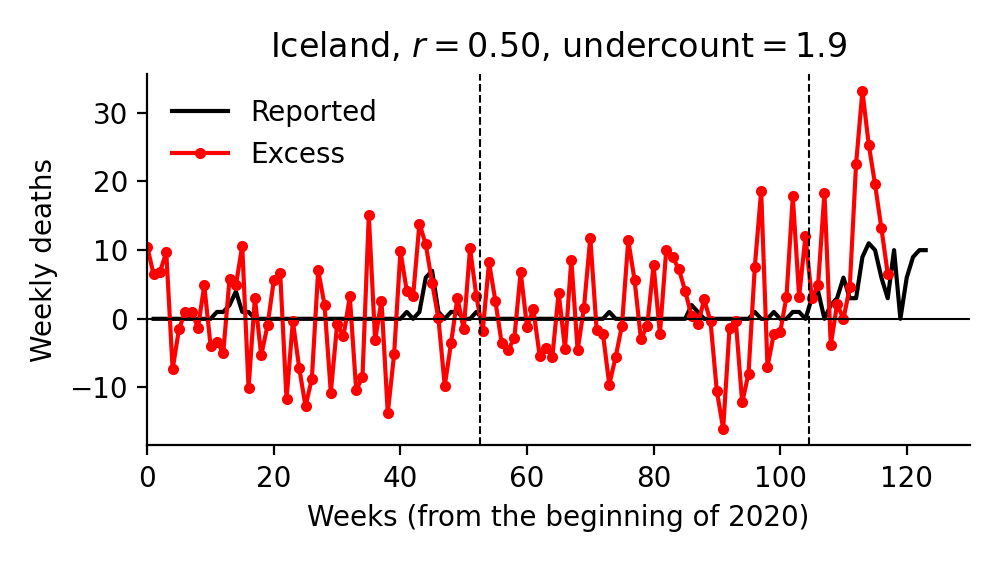 Iceland, r = 0.50, undercount = 1.9
Weekly deaths
30
20
10
0
−10
Reported
Excess
0 20 40 60 80 100 120
Weeks (from the beginning of 2020)